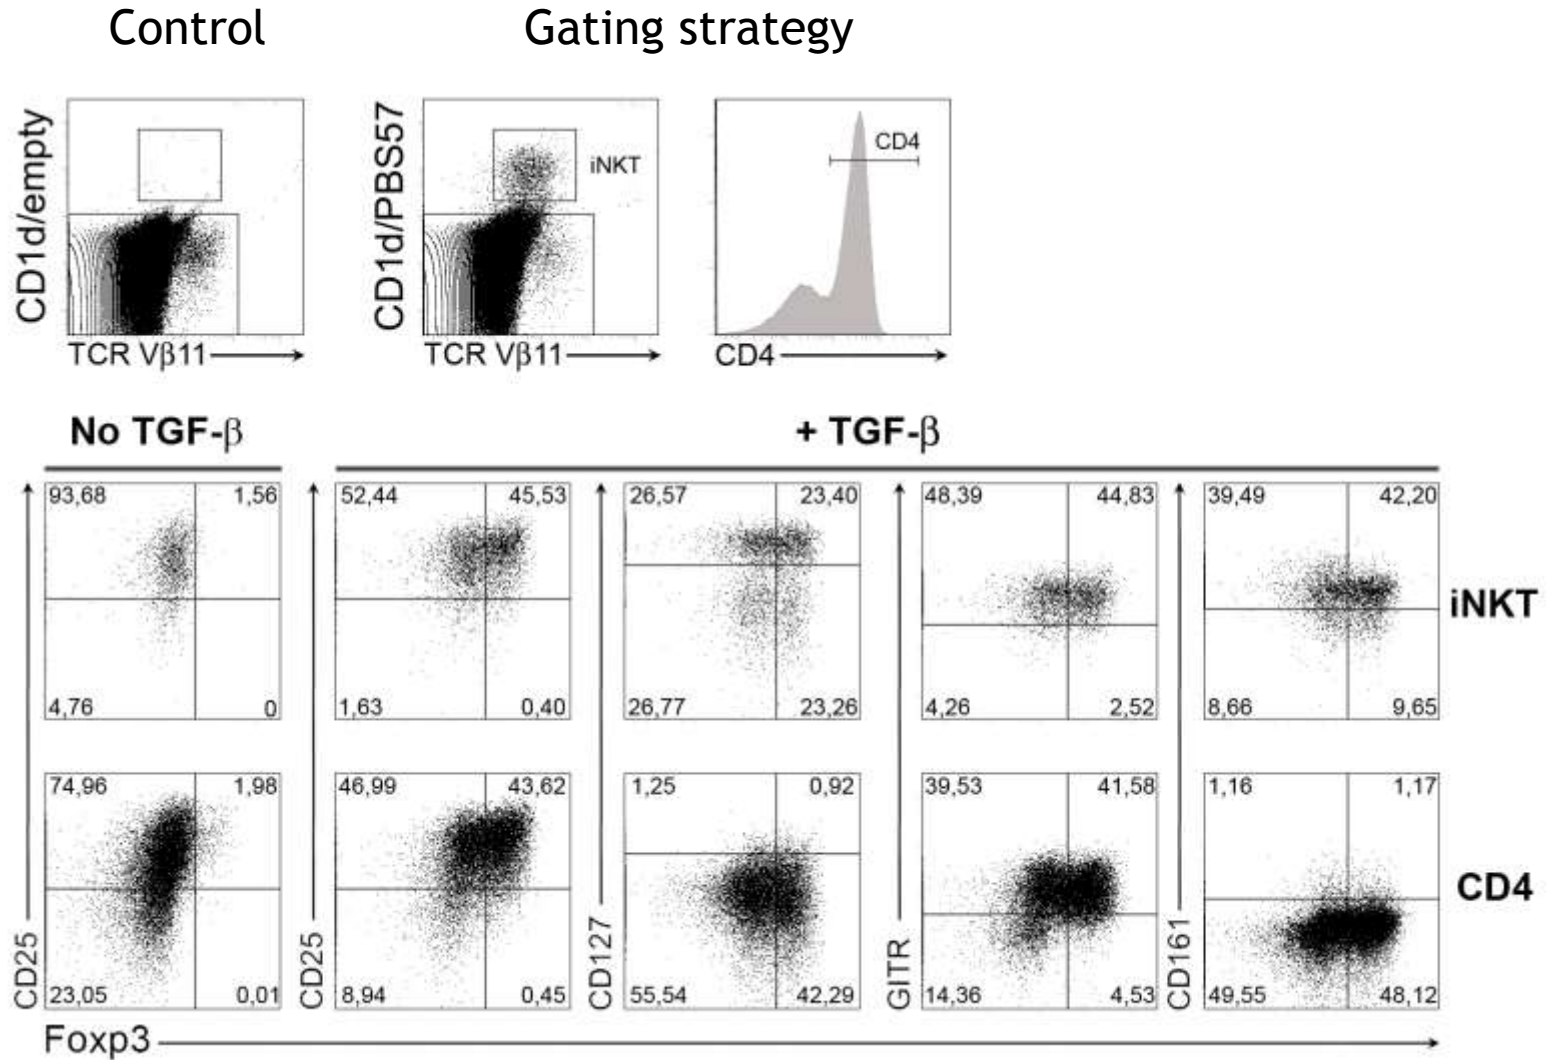 Control
Gating strategy
CD1d/empty
TCR Vβ11
CD1d/PBS57
iNKT
TCR Vβ11
CD4
CD4
No TGF-β
+ TGF-β
93,68 1,56
4,76 0
52,44 45,53
1,63 0,40
26,57 23,40
26,77 23,26
48,39 44,83
4,26 2,52
39,49 42,20
8,66 9,65
iNKT
74,96 1,98
23,05 0,01
46,99 43,62
8,94 0,45
1,25 0,92
55,54 42,29
39,53 41,58
14,36 4,53
1,16 1,17
49,55 48,12
CD4
CD25
CD25
CD127
GITR
CD161
Foxp3